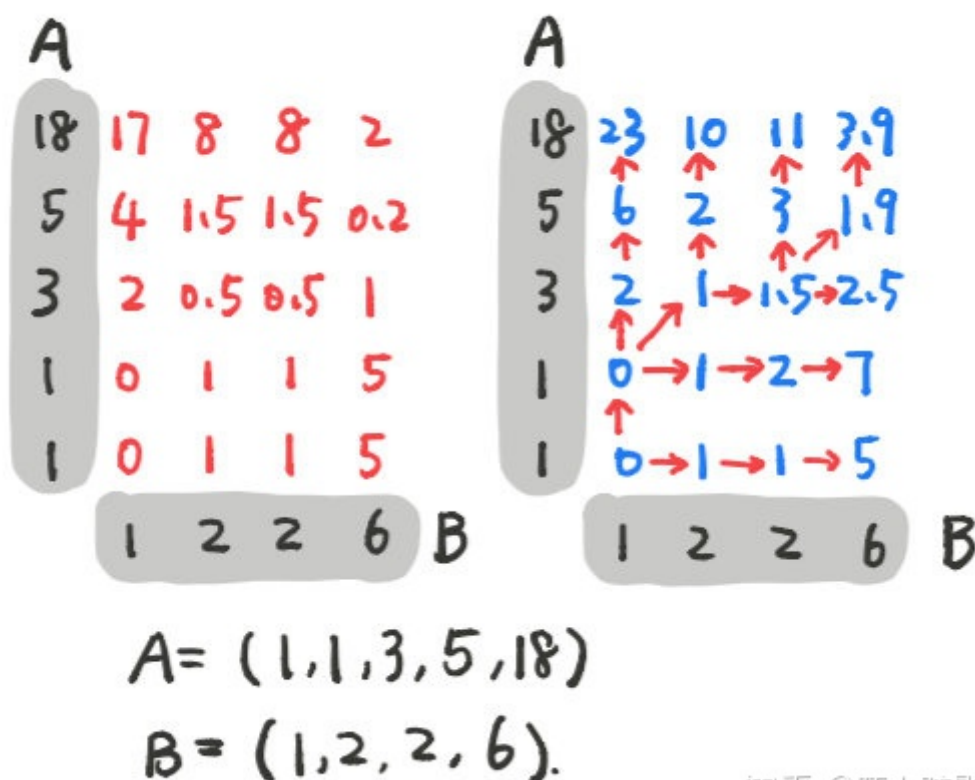 A A
18 17 8 8 2 18 23 10 11 3.9
5 4 1.5 1.5 0.2 5 6 2 3 1.9
3 2 0.5 0.5 1 3 2 1 1.5 2.5
1 0 1 1 5 1 0 1 2 7
1 0 1 1 5 1 0 1 1 5
1 2 2 6 B 1 2 2 6 B
A= (1,1,3,5,18)
B = (1,2,2,6).